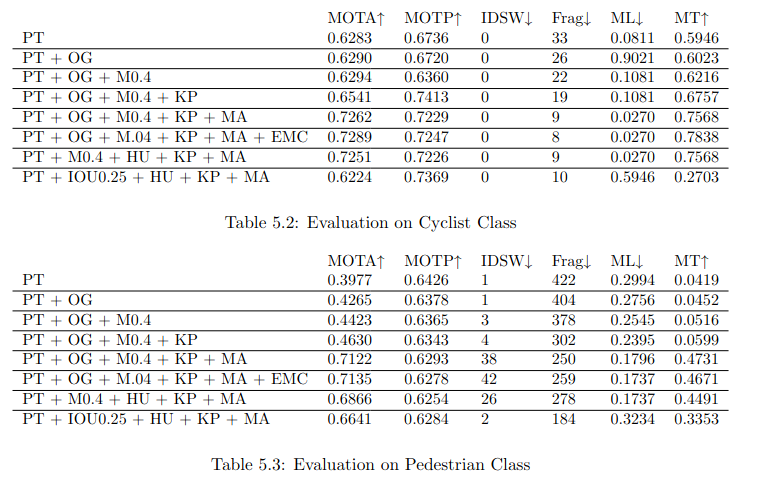 MOTA↑ MOTP↑ IDSW↓ Frag↓ ML↓ MT↑
PT 0.6283 0.6736 0 33 0.0811 0.5946
PT + OG 0.6290 0.6720 0 26 0.9021 0.6023
PT + OG + M0.4 0.6294 0.6360 0 22 0.1081 0.6216
PT + OG + M0.4 + KP 0.6541 0.7413 0 19 0.1081 0.6757
PT + OG + M0.4 + KP + MA 0.7262 0.7229 0 9 0.0270 0.7568
PT + OG + M.04 + KP + MA + EMC 0.7289 0.7247 0 8 0.0270 0.7838
PT + M0.4 + HU + KP + MA 0.7251 0.7226 0 9 0.0270 0.7568
PT + IOU0.25 + HU + KP + MA 0.6224 0.7369 0 10 0.5946 0.2703
Table 5.2: Evaluation on Cyclist Class
MOTA↑ MOTP↑ IDSW↓ Frag↓ ML↓ MT↑
PT 0.3977 0.6426 1 422 0.2994 0.0419
PT + OG 0.4265 0.6378 1 404 0.2756 0.0452
PT + OG + M0.4 0.4423 0.6365 3 378 0.2545 0.0516
PT + OG + M0.4 + KP 0.4630 0.6343 4 302 0.2395 0.0599
PT + OG + M0.4 + KP + MA 0.7122 0.6293 38 250 0.1796 0.4731
PT + OG + M.04 + KP + MA + EMC 0.7135 0.6278 42 259 0.1737 0.4671
PT + M0.4 + HU + KP + MA 0.6866 0.6254 26 278 0.1737 0.4491
PT + IOU0.25 + HU + KP + MA 0.6641 0.6284 2 184 0.3234 0.3353
Table 5.3: Evaluation on Pedestrian Class